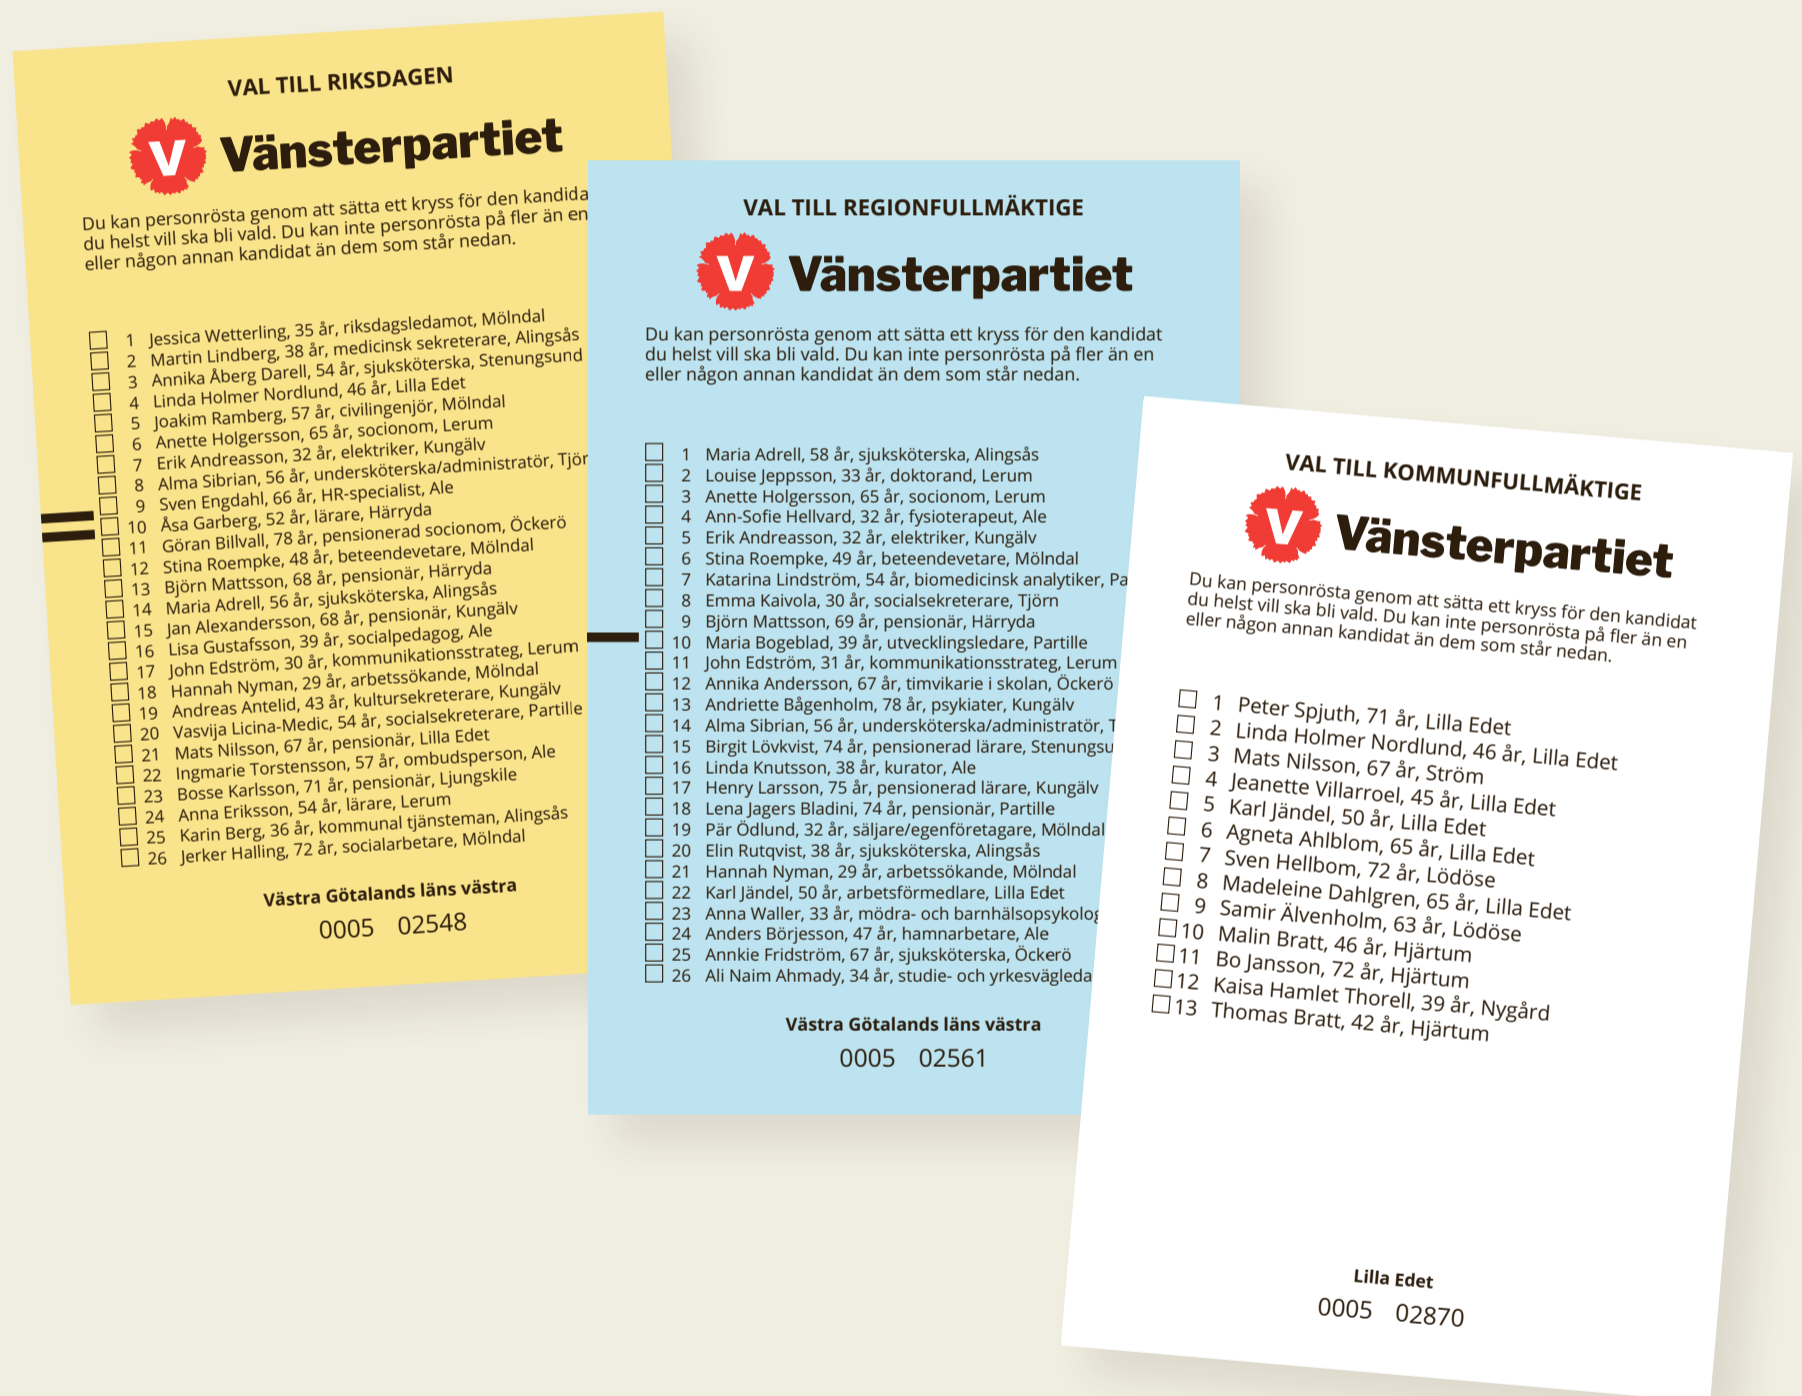 VAL TILL RIKSDAGEN
V Vänsterpartiet
Du kan personrösta genom att sätta ett kryss för den
du helst vill ska bli vald. Du kan inte personrösta på fler än en
eller någon annan kandidat än dem som står nedan.
1 Jessica Wetterling, 35 år, riksdagsledamot, Mölndal
2 Martin Lindberg, 38 år, medicinsk sekreterare, Alingsås
3 Annika Åberg Darell, 54 år, sjuksköterska, Stenungsund
4 Linda Holmer Nordlund, 46 år, Lilla Edet
5 Joakim Ramberg, 57 år, civilingenjör, Mölndal
6 Anette Holgersson, 65 år, socionom, Lerum
7 Erik Andreasson, 32 år, elektriker, Kungälv
8 Alma Sibrian, 56 år, undersköterska/administratör,
9 Sven Engdahl, 66 år, HR-specialist, Ale
10 Åsa Garberg, 52 år, lärare, Härryda
11 Göran Billvall, 78 år, pensionerad socionom, Öckerö
12 Stina Roempke, 48 år, beteendevetare, Mölndal
13 Björn Mattsson, 68 år, pensionär, Härryda
14 Maria Adrell, 56 år, sjuksköterska, Alingsås
15 Jan Alexandersson, 68 år, pensionär, Kungälv
16 Lisa Gustafsson, 39 år, socialpedagog, Ale
17 John Edström, 30 år, kommunikationsstrateg, Lerum
18 Hannah Nyman, 29 år, arbetssökande, Mölndal
19 Andreas Antelid, 43 år, kultursekreterare, Kungälv
20 Vasvija Licina-Medic, 54 år, socialsekreterare, Partille
21 Mats Nilsson, 67 år, pensionär, Lilla Edet
22 Ingmarie Torstensson, 57 år, ombudsperson, Ale
23 Bosse Karlsson, 71 år, pensionär, Ljungskile
24 Anna Eriksson, 54 år, lärare, Lerum
25 Karin Berg, 36 år, kommunal tjänsteman, Alingsås
26 Jerker Halling, 72 år, socialarbetare, Mölndal
Västra Götalands läns västra
0005 02548
VAL TILL REGIONFULLMÄKTIGE
V Vänsterpartiet
Du kan personrösta genom att sätta ett kryss för den kandidat
du helst vill ska bli vald. Du kan inte personrösta på fler än en
eller någon annan kandidat än dem som står nedan.
1 Maria Adrell, 58 år, sjuksköterska, Alingsås
2 Louise Jeppsson, 33 år, doktorand, Lerum
3 Anette Holgersson, 65 år, socionom, Lerum
4 Ann-Sofie Hellvard, 32 år, fysioterapeut, Ale
5 Erik Andreasson, 32 år, elektriker, Kungälv
6 Stina Roempke, 49 år, beteendevetare, Mölndal
7 Katarina Lindström, 54 år, biomedicinsk analytiker,
8 Emma Kaivola, 30 år, socialsekreterare, Tjörn
9 Björn Mattsson, 69 år, pensionär, Härryda
10 Maria Bogeblad, 39 år, utvecklingsledare, Partille
11 John Edström, 31 år, kommunikationsstrateg, Lerum
12 Annika Andersson, 67 år, timvikarie i skolan, Öckerö
13 Andriette Bågenholm, 78 år, psykiater, Kungälv
14 Alma Sibrian, 56 år, undersköterska/administratör,
15 Birgit Lövkvist, 74 år, pensionerad lärare,
16 Linda Knutsson, 38 år, kurator, Ale
17 Henry Larsson, 75 år, pensionerad lärare, Kungälv
18 Lena Jagers Bladini, 74 år, pensionär, Partille
19 Pär Ödlund, 32 år, säljare/egenföretagare, Mölndal
20 Elin Rutqvist, 38 år, sjuksköterska, Alingsås
21 Hannah Nyman, 29 år, arbetssökande, Mölndal
22 Karl Jändel, 50 år, arbetsförmedlare, Lilla Edet
23 Anna Waller, 33 år, mödra- och barnhälsopsykolog
24 Anders Börjesson, 47 år, hamnarbetare, Ale
25 Annkie Fridström, 67 år, sjuksköterska, Öckerö
26 Ali Naim Ahmady, 34 år, studie- och
Västra Götalands läns västra
0005 02561
VAL TILL KOMMUNFULLMÄKTIGE
V Vänsterpartiet
Du kan personrösta genom att sätta ett kryss för den kandidat
du helst vill ska bli vald. Du kan inte personrösta på fler än en
eller någon annan kandidat än dem som står nedan.
1 Peter Spjuth, 71 år, Lilla Edet
2 Linda Holmer Nordlund, 46 år, Lilla Edet
3 Mats Nilsson, 67 år, Ström
4 Jeanette Villarroel, 45 år, Lilla Edet
5 Karl Jändel, 50 år, Lilla Edet
6 Agneta Ahlblom, 65 år, Lilla Edet
7 Sven Hellbom, 72 år, Lödöse
8 Madeleine Dahlgren, 65 år, Lilla Edet
9 Samir Älvenholm, 63 år, Lödöse
10 Malin Bratt, 46 år, Hjärtum
11 Bo Jansson, 72 år, Hjärtum
12 Kaisa Hamlet Thorell, 39 år, Nygård
13 Thomas Bratt, 42 år, Hjärtum
Lilla Edet
0005 02870